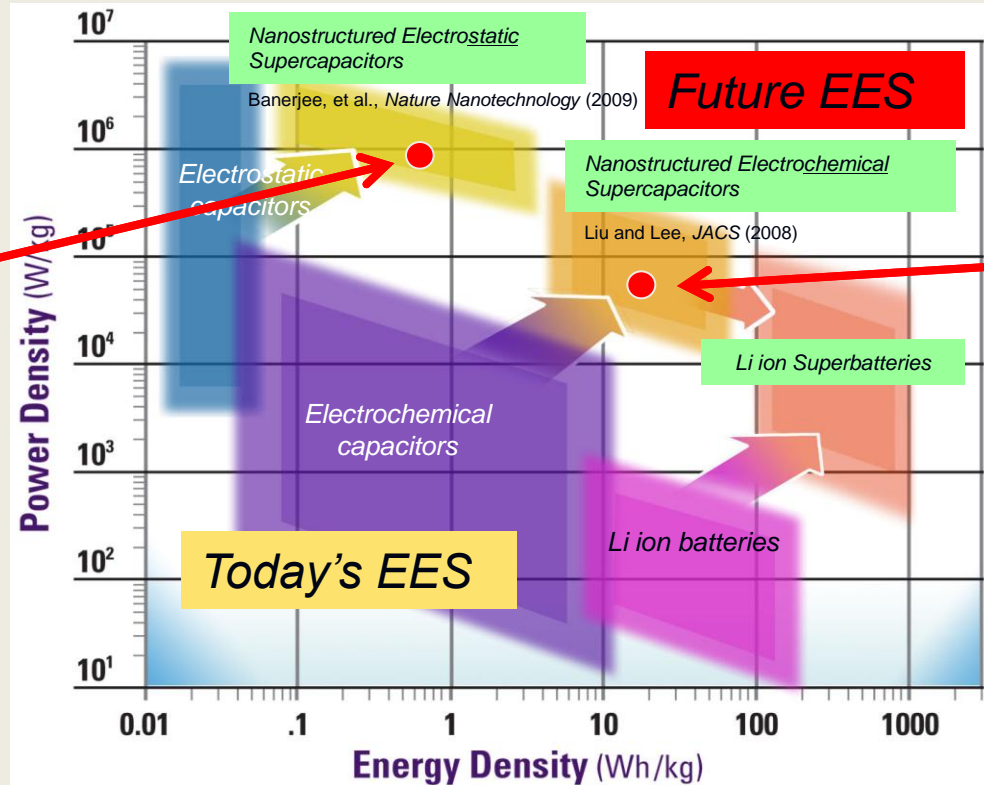 10⁷
Nanostructured Electrostatic
Supercapacitors
Banerjee, et al., Nature Nanotechnology (2009)
Future EES
10⁶
Electrostatic
capacitors
Nanostructured Electrochemical
Supercapacitors
Liu and Lee, JACS (2008)
10⁵
10⁴
Li ion Superbatteries
Electrochemical
capacitors
10³
Li ion batteries
10²
Today's EES
10¹
Power Density (W/kg)
0.01 .1 1 10 100 1000
Energy Density (Wh/kg)